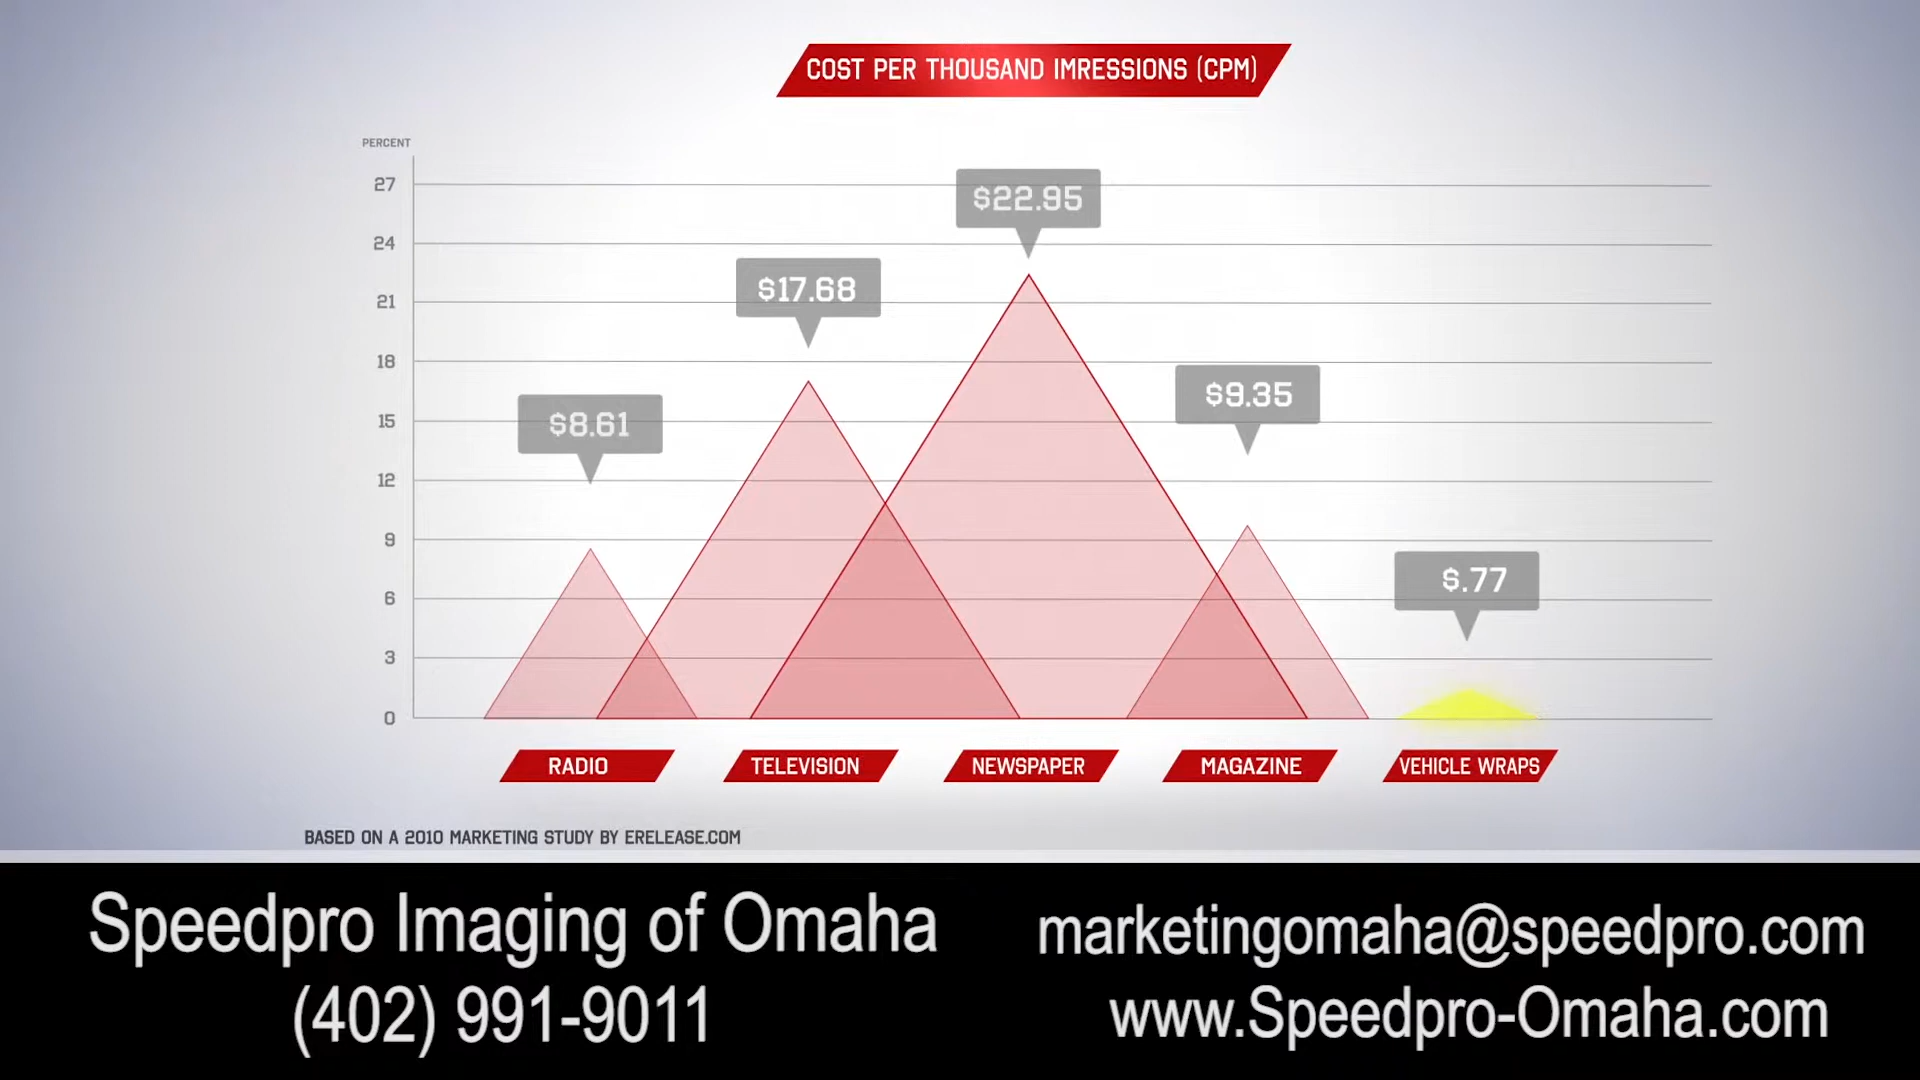 COST PER THOUSAND IMRESSIONS (CPM)
PERCENT
27
24
21
18
15
12
9
6
3
0
$8.61
$17.68
$22.95
$9.35
$.77
RADIO
TELEVISION
NEWSPAPER
MAGAZINE
VEHICLE WRAPS
BASED ON A 2010 MARKETING STUDY BY ERELEASE.COM
Speedpro Imaging of Omaha
(402) 991-9011
marketingomaha@speedpro.com
www.Speedpro-Omaha.com